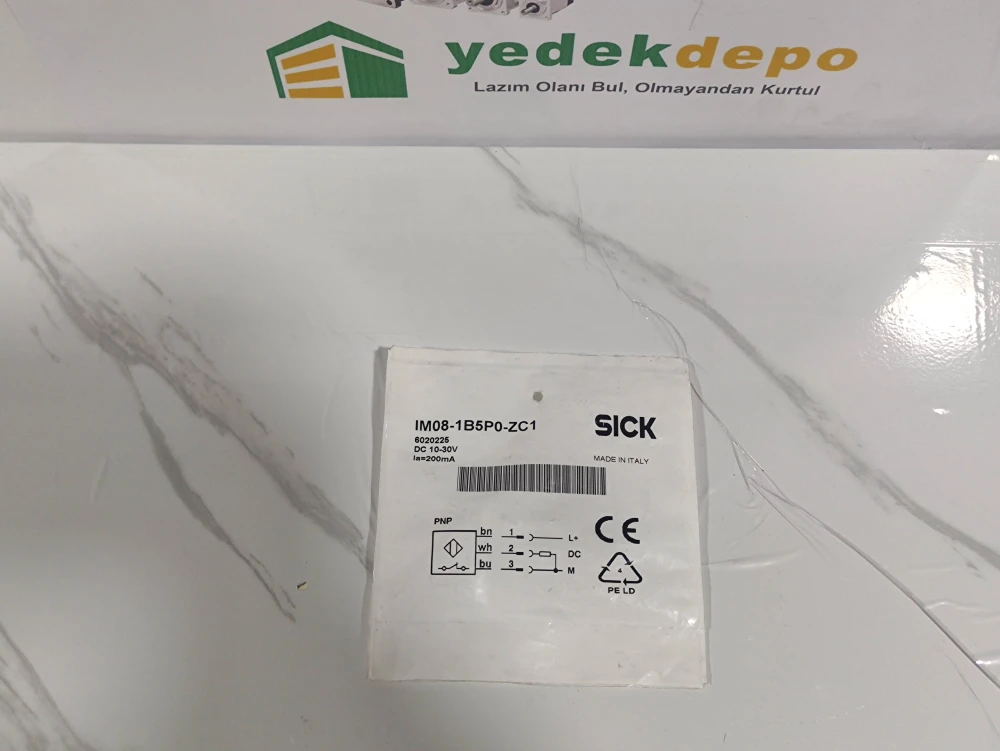 yedekdepo
Lazım Olanı Bul, Olmayandan Kurtul
IM08-1B5P0-ZC1
6020225
DC 10-30V
Ia=200mA
SICK
MADE IN ITALY
PNP
bn 1 L+
wh 2 DC
bu 3 M
CE
4
PE LD